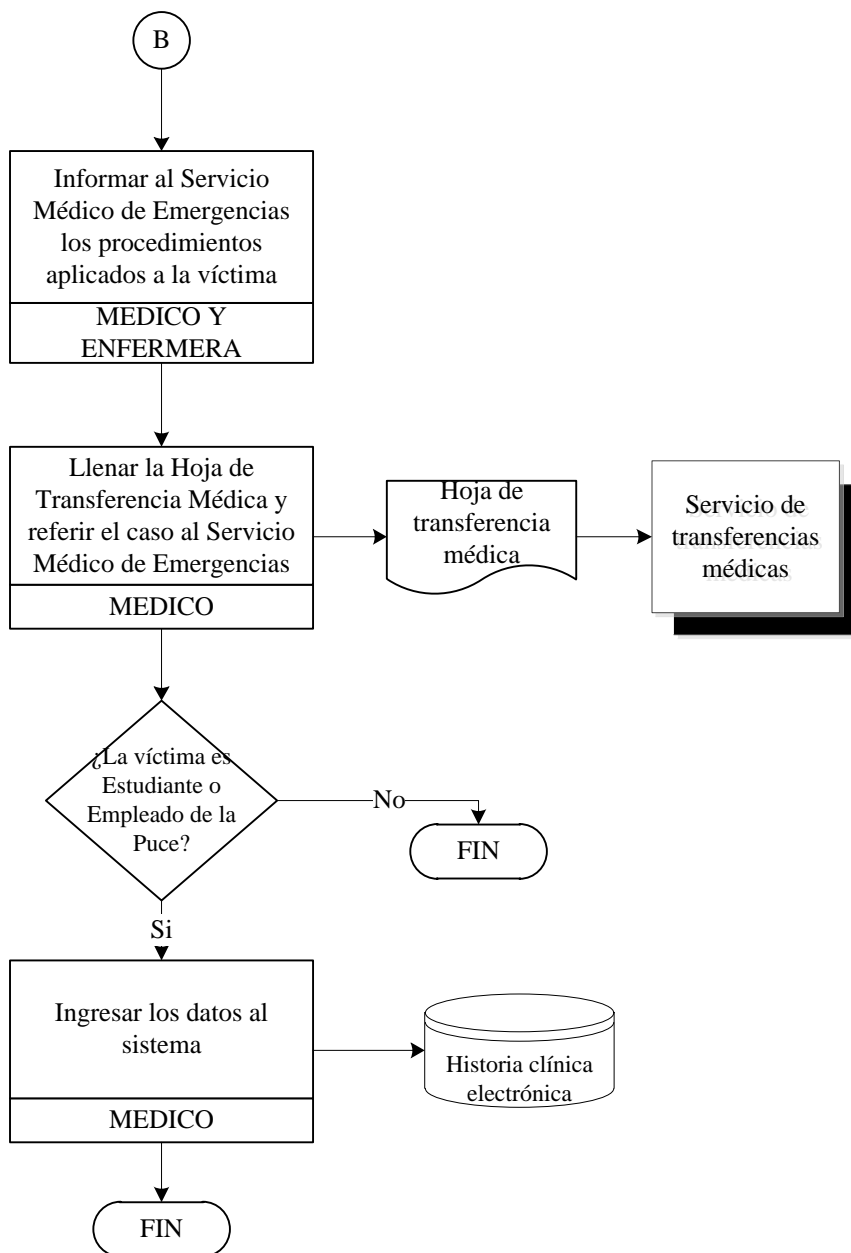 B
Informar al Servicio
Médico de Emergencias
los procedimientos
aplicados a la víctima
MEDICO Y
ENFERMERA
Llenar la Hoja de
Transferencia Médica y
referir el caso al Servicio
Médico de Emergencias
MEDICO
Hoja de
transferencia
médica
Servicio de
transferencias
médicas
¿La víctima es
Estudiante o
Empleado de la
Puce?
No
FIN
Si
Ingresar los datos al
sistema
MEDICO
Historia clínica
electrónica
FIN